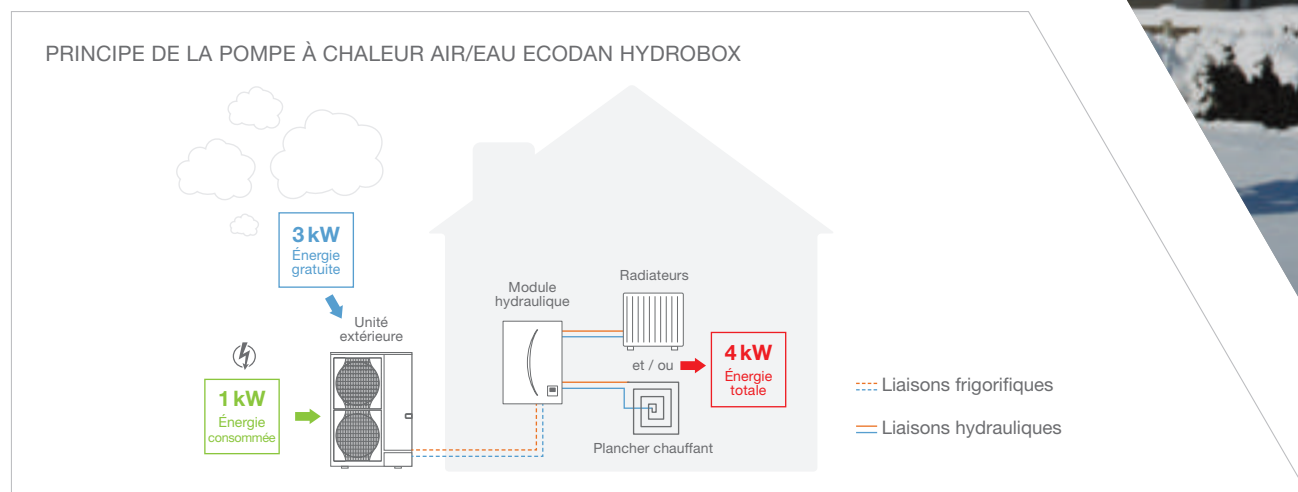 PRINCIPE DE LA POMPE À CHALEUR AIR/EAU ECODAN HYDROBOX
3 kW
Énergie
gratuite
Unité
extérieure
1 kW
Énergie
consommée
Module
hydraulique
Radiateurs
et / ou
4 kW
Énergie
totale
Plancher chauffant
Liaisons frigorifiques
Liaisons hydrauliques